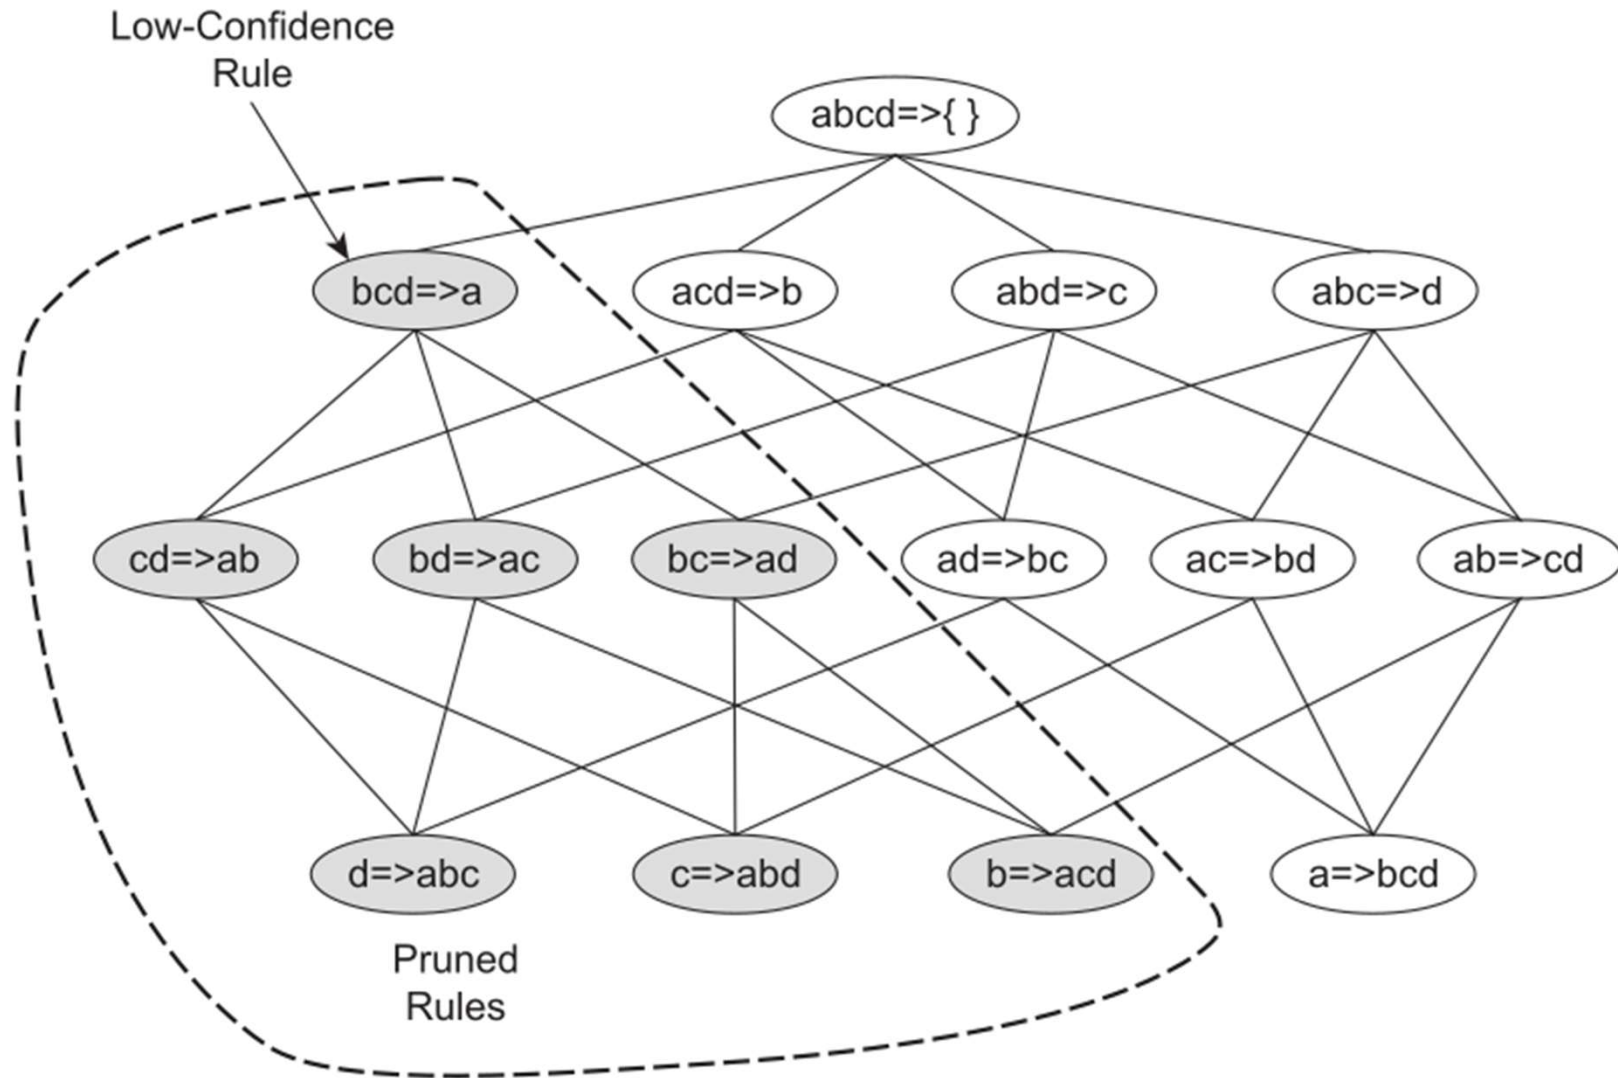 Low-Confidence
Rule
abcd=>{ }
bcd=>a
acd=>b
abd=>c
abc=>d
cd=>ab
bd=>ac
bc=>ad
ad=>bc
ac=>bd
ab=>cd
d=>abc
c=>abd
b=>acd
a=>bcd
Pruned
Rules